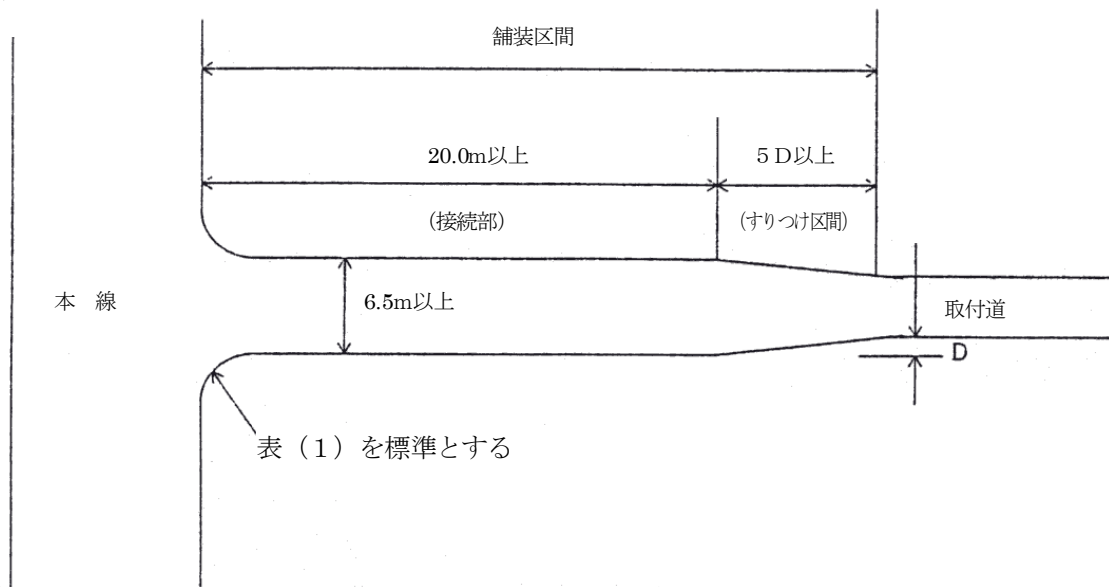 舗装区間
20.0m以上
５Ｄ以上
(接続部)
(すりつけ区間)
本　線
6.5m以上
取付道
D
表（１）を標準とする